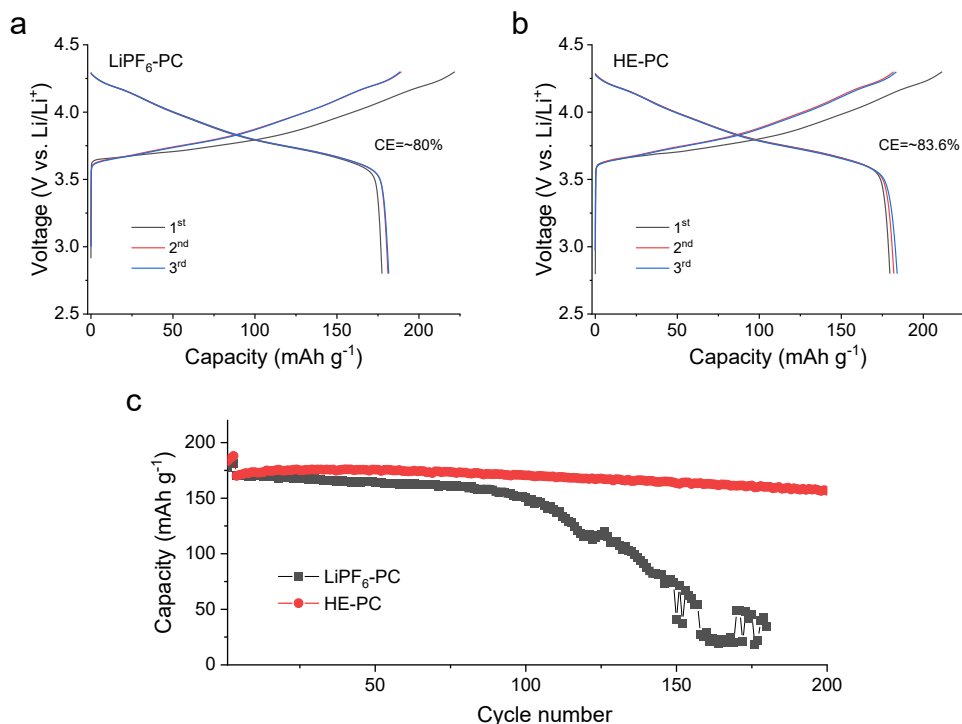 a
LiPF₆-PC
4.5
4.0
3.5
3.0
2.5
Voltage (V vs. Li/Li⁺)
CE=~80%
1ˢᵗ
2ⁿᵈ
3ʳᵈ
0 50 100 150 200
Capacity (mAh g⁻¹)
b
HE-PC
4.5
4.0
3.5
3.0
2.5
Voltage (V vs. Li/Li⁺)
CE=~83.6%
1ˢᵗ
2ⁿᵈ
3ʳᵈ
0 50 100 150 200
Capacity (mAh g⁻¹)
c
200
150
100
50
0
Capacity (mAh g⁻¹)
LiPF₆-PC
HE-PC
50 100 150 200
Cycle number